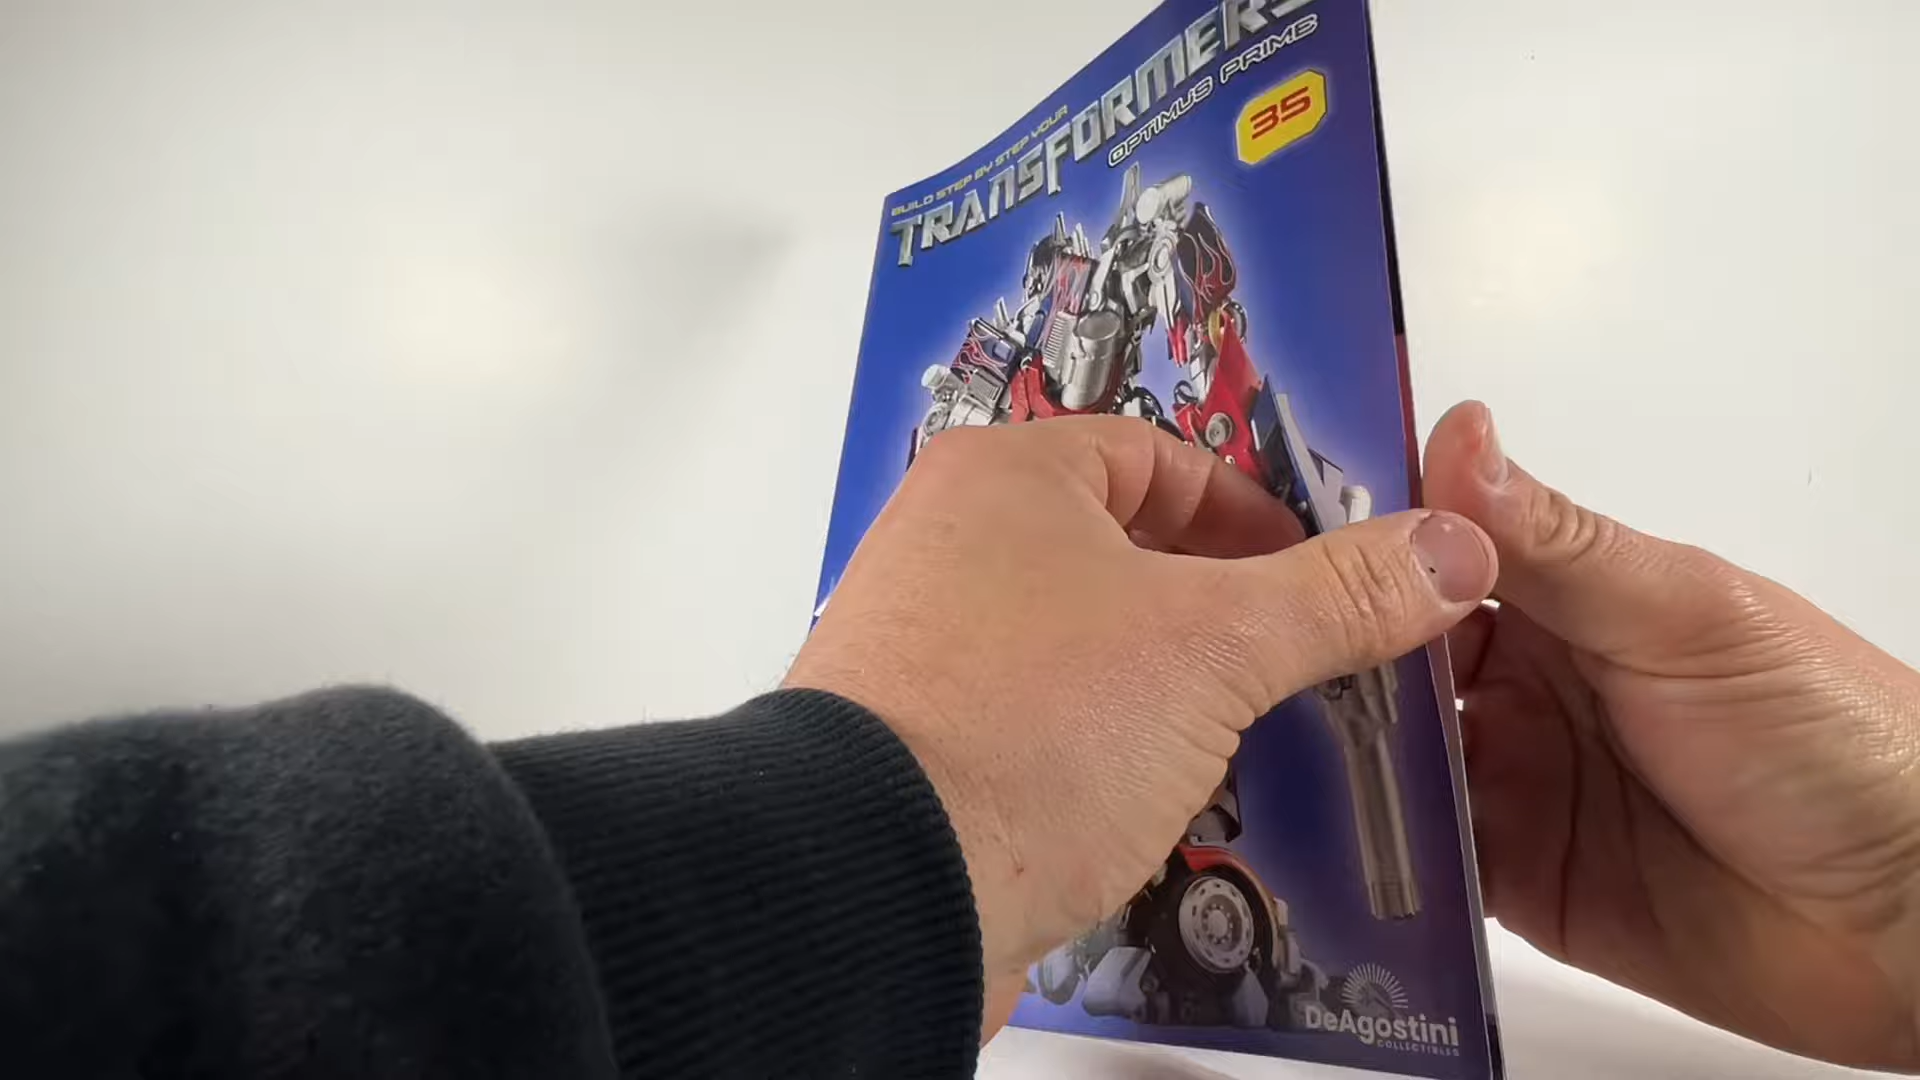 BUILD STEP BY STEP YOUR
TRANSFORMERS
OPTIMUS PRIME
35
DeAgostini
COLLECTIBLES